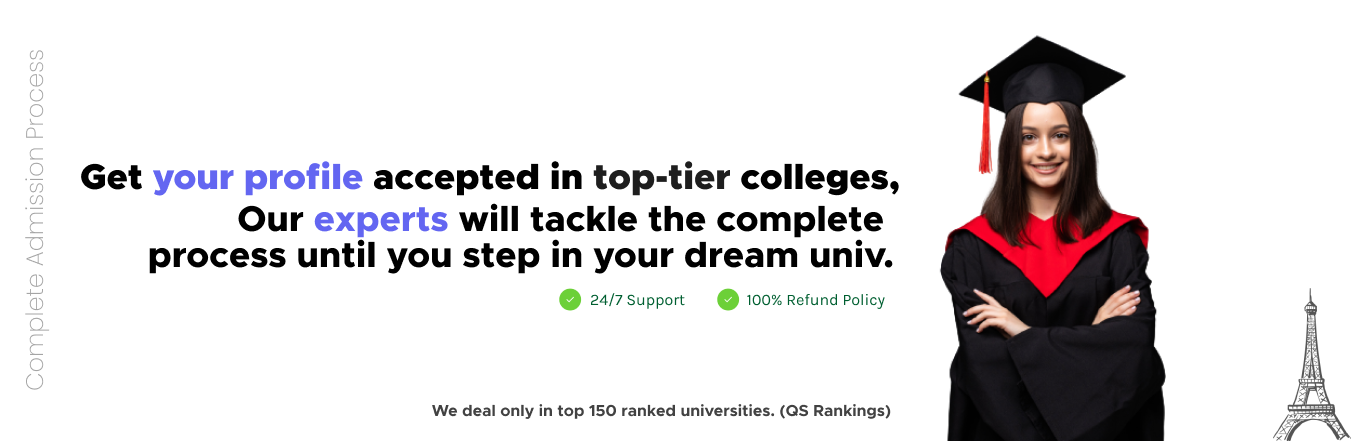 Complete Admission Process
Get your profile accepted in top-tier colleges,
Our experts will tackle the complete
process until you step in your dream univ.
24/7 Support
100% Refund Policy
We deal only in top 150 ranked universities. (QS Rankings)